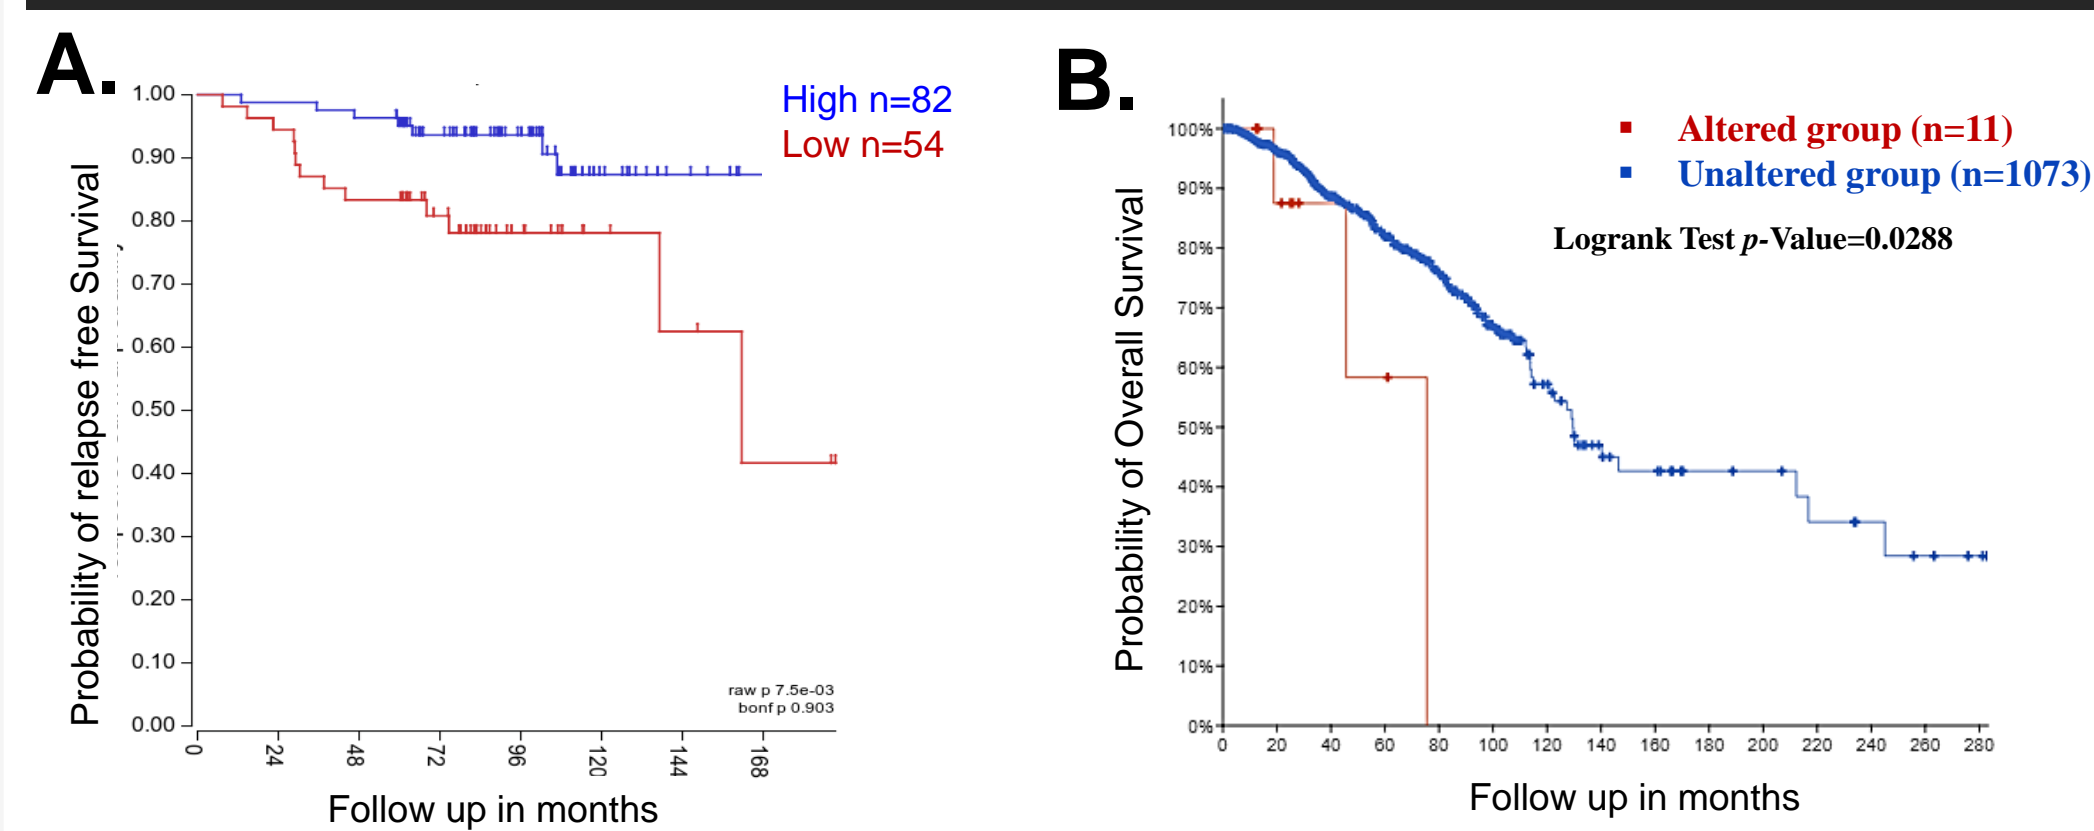 A.
Probability of relapse free Survival
1.00
0.90
0.80
0.70
0.60
0.50
0.40
0.30
0.20
0.10
0.00
High n=82
Low n=54
raw p 7.5e-03
bonf p 0.903
0 24 48 72 96 120 144 168
Follow up in months
B.
Probability of Overall Survival
100%
90%
80%
70%
60%
50%
40%
30%
20%
10%
0%
Altered group (n=11)
Unaltered group (n=1073)
Logrank Test p-Value=0.0288
0 20 40 60 80 100 120 140 160 180 200 220 240 260 280
Follow up in months